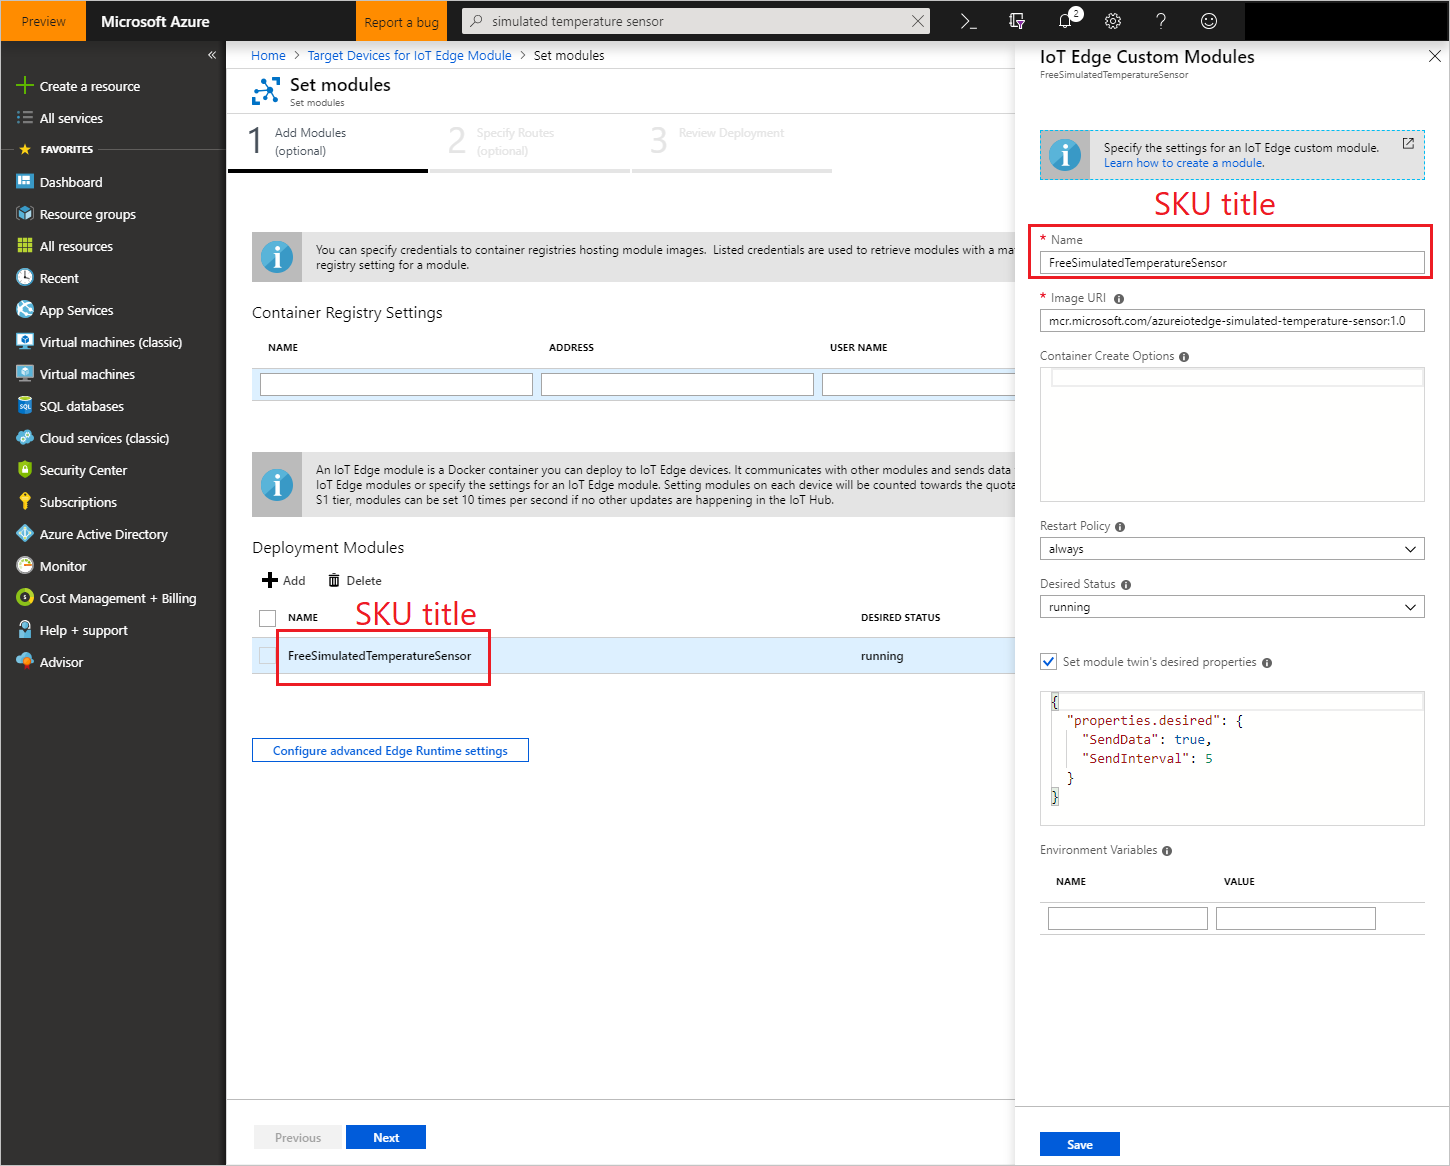 Preview
Microsoft Azure
Report a bug
simulated temperature sensor
2
Create a resource
All services
FAVORITES
Dashboard
Resource groups
All resources
Recent
App Services
Virtual machines (classic)
Virtual machines
SQL databases
Cloud services (classic)
Security Center
Subscriptions
Azure Active Directory
Monitor
Cost Management + Billing
Help + support
Advisor
Home > Target Devices for IoT Edge Module > Set modules
Set modules
Set modules
1 Add Modules
(optional)
2 Specify Routes
(optional)
3 Review Deployment
You can specify credentials to container registries hosting module images. Listed credentials are used to retrieve modules with a ma
registry setting for a module.
Container Registry Settings
NAME ADDRESS USER NAME
An IoT Edge module is a Docker container you can deploy to IoT Edge devices. It communicates with other modules and sends data
IoT Edge modules or specify the settings for an IoT Edge module. Setting modules on each device will be counted towards the quota
S1 tier, modules can be set 10 times per second if no other updates are happening in the IoT Hub.
Deployment Modules
Add Delete
SKU title
NAME DESIRED STATUS
FreeSimulatedTemperatureSensor running
Configure advanced Edge Runtime settings
Previous Next
IoT Edge Custom Modules
FreeSimulatedTemperatureSensor
Specify the settings for an IoT Edge custom module.
Learn how to create a module.
SKU title
* Name
FreeSimulatedTemperatureSensor
* Image URI
mcr.microsoft.com/azureiotedge-simulated-temperature-sensor:1.0
Container Create Options
Restart Policy
always
Desired Status
running
Set module twin's desired properties
{
"properties.desired": {
"SendData": true,
"SendInterval": 5
}
}
Environment Variables
NAME VALUE
Save